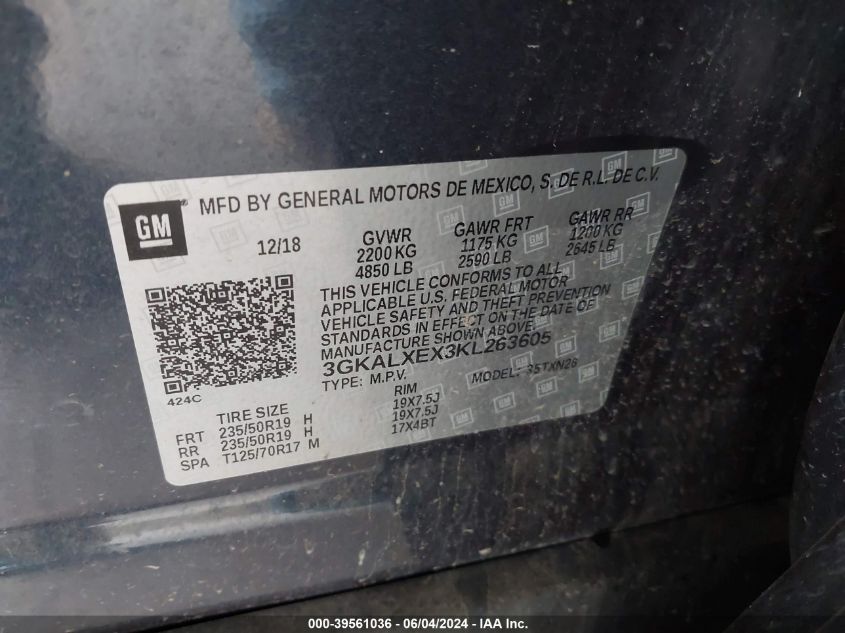 GM
MFD BY GENERAL MOTORS DE MEXICO, S. DE R.L. DE C.V.
12/18 GVWR GAWR FRT GAWR RR
2200 KG 1175 KG 1200 KG
4850 LB 2590 LB 2645 LB
THIS VEHICLE CONFORMS TO ALL
APPLICABLE U.S. FEDERAL MOTOR
VEHICLE SAFETY AND THEFT PREVENTION
STANDARDS IN EFFECT ON THE DATE OF
MANUFACTURE SHOWN ABOVE.
3GKALXEX3KL263605
TYPE: M.P.V. MODEL: 35TXN26
424C
TIRE SIZE RIM
FRT 235/50R19 H 19X7.5J
RR 235/50R19 H 19X7.5J
SPA T125/70R17 M 17X4BT
000-39561036 - 06/04/2024 - IAAI.com